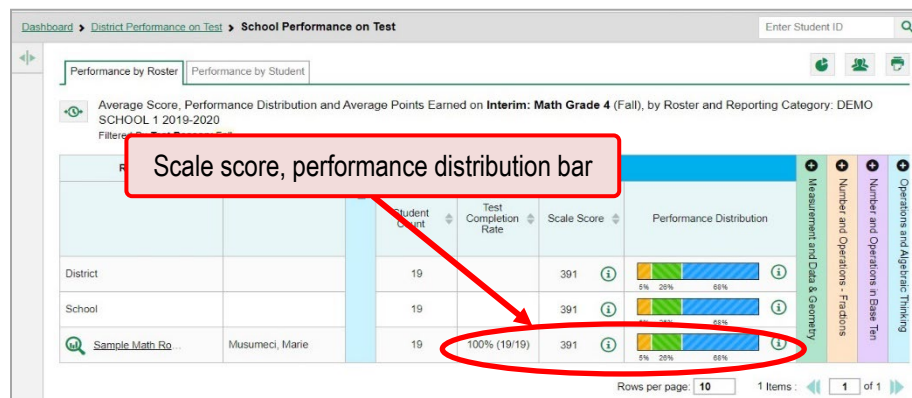 Dashboard > District Performance on Test > School Performance on Test
Enter Student ID
Performance by Roster
Performance by Student
Average Score, Performance Distribution and Average Points Earned on Interim: Math Grade 4 (Fall), by Roster and Reporting Category: DEMO
SCHOOL 1 2019-2020
Scale score, performance distribution bar
Student Count
Test Completion Rate
Scale Score
Performance Distribution
Measurement and Data & Geometry
Number and Operations - Fractions
Number and Operations in Base Ten
Operations and Algebraic Thinking
District
19
391
5% 26% 68%
School
19
391
Sample Math Ro...
Musumeci, Marie
19
100% (19/19)
391
5% 26% 68%
Rows per page: 10
1 Items :
1 of 1